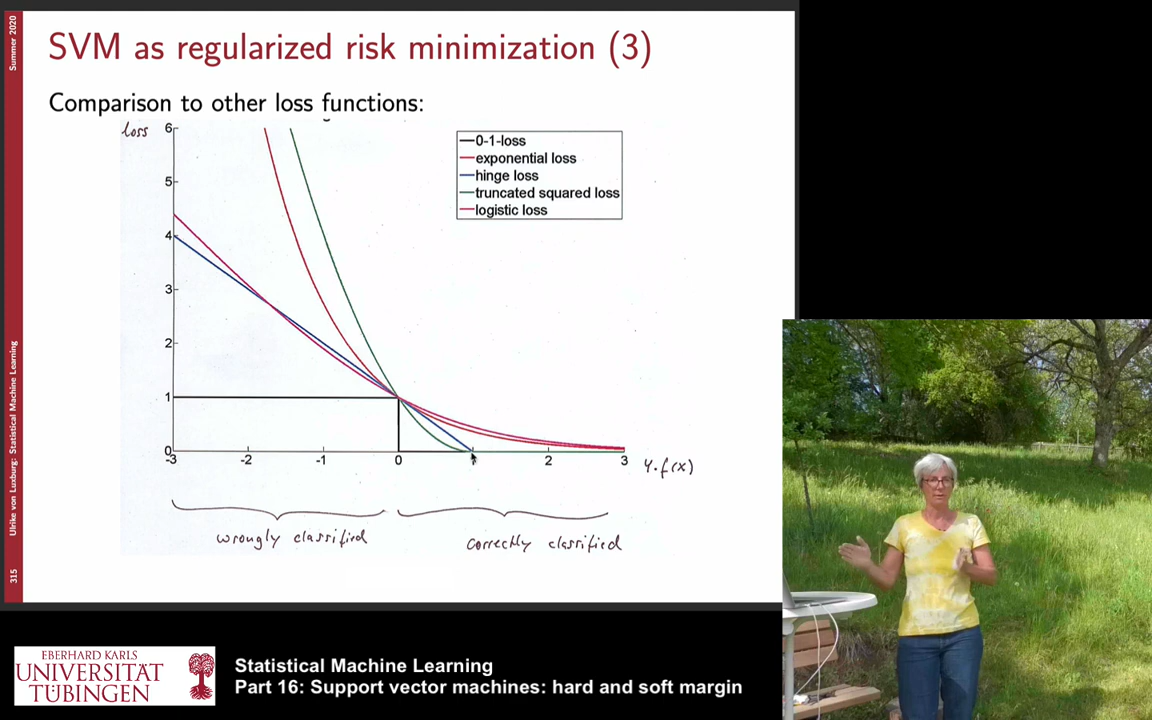 Summer 2020
SVM as regularized risk minimization (3)
Comparison to other loss functions:
loss
6
5
4
3
2
1
0
-3 -2 -1 0 1 2 3
Y.f(x)
0-1-loss
exponential loss
hinge loss
truncated squared loss
logistic loss
wrongly classified
correctly classified
Ulrike von Luxburg: Statistical Machine Learning
315
EBERHARD KARLS
UNIVERSITÄT
TÜBINGEN
Statistical Machine Learning
Part 16: Support vector machines: hard and soft margin